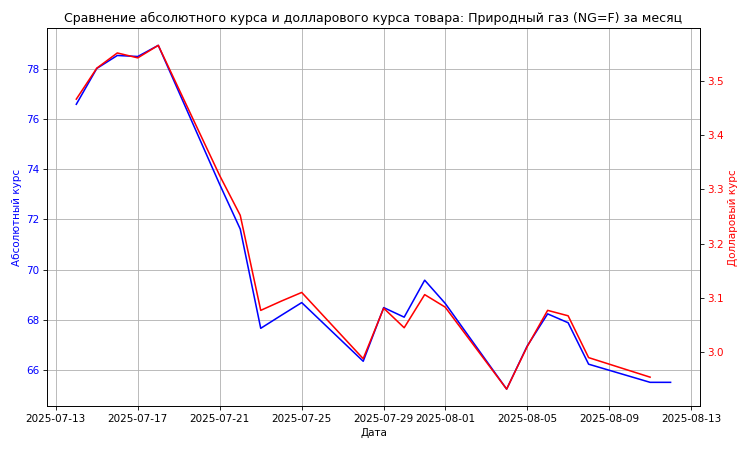 Сравнение абсолютного курса и долларового курса товара: Природный газ (NG=F) за месяц
78
76
74
72
70
68
66
Абсолютный курс
3.5
3.4
3.3
3.2
3.1
3.0
Долларовый курс
2025-07-13 2025-07-17 2025-07-21 2025-07-25 2025-07-29 2025-08-01 2025-08-05 2025-08-09 2025-08-13
Дата